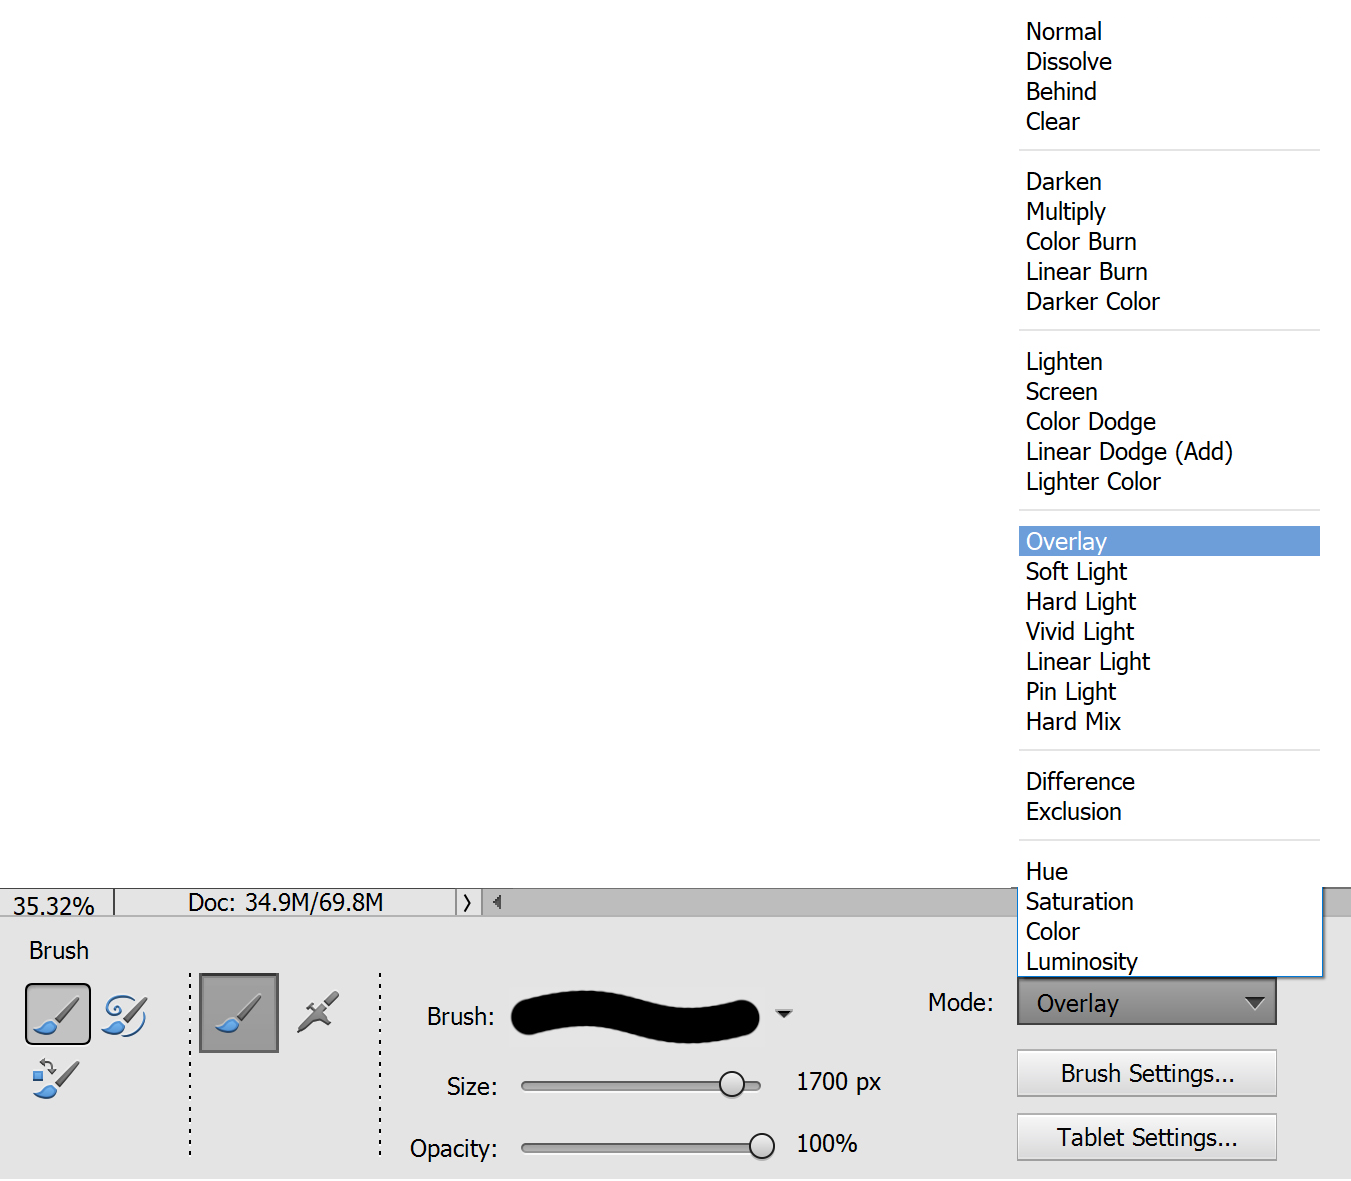 Normal
Dissolve
Behind
Clear
Darken
Multiply
Color Burn
Linear Burn
Darker Color
Lighten
Screen
Color Dodge
Linear Dodge (Add)
Lighter Color
Overlay
Soft Light
Hard Light
Vivid Light
Linear Light
Pin Light
Hard Mix
Difference
Exclusion
Hue
Saturation
Color
Luminosity
35.32% Doc: 34.9M/69.8M
Brush
Brush:
Size: 1700 px
Opacity: 100%
Mode: Overlay
Brush Settings...
Tablet Settings...